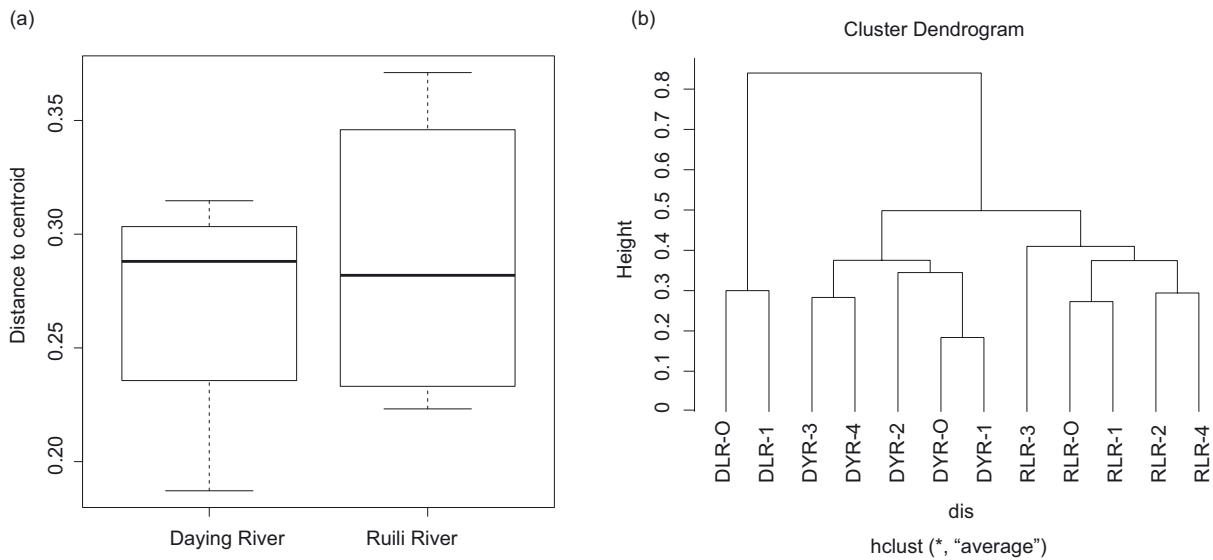 (a)
Distance to centroid
0.35
0.30
0.25
0.20
Daying River
Ruili River
(b)
Cluster Dendrogram
Height
0.8
0.7
0.6
0.5
0.4
0.3
0.2
0.1
0
DLR-O
DLR-1
DYR-3
DYR-4
DYR-2
DYR-O
DYR-1
RLR-3
RLR-O
RLR-1
RLR-2
RLR-4
dis
hclust (*, “average”)